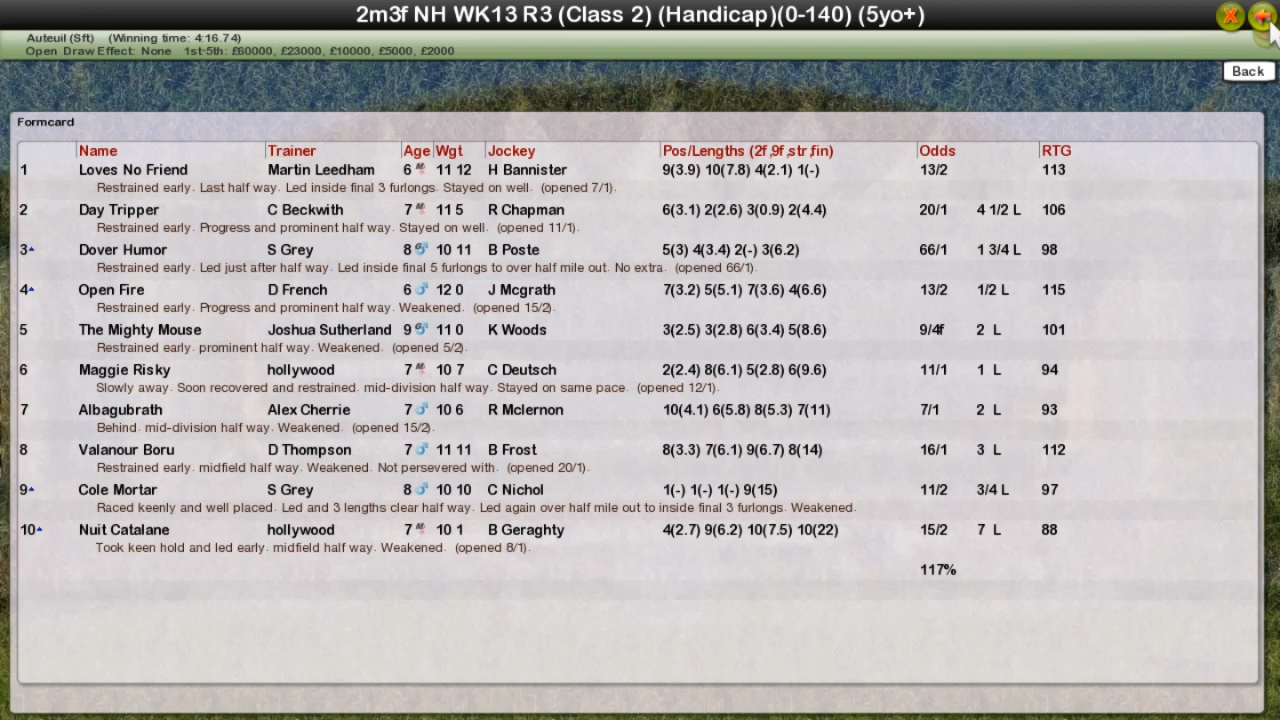 2m3f NH WK13 R3 (Class 2) (Handicap)(0-140) (5yo+)
Auteuil (Sft) (Winning time: 4:16.74)
Open Draw Effect: None 1st-5th: £60000, £23000, £10000, £5000, £2000
Back
Formcard
Name Trainer Age Wgt Jockey Pos/Lengths (2f,9f,str,fin) Odds RTG
1 Loves No Friend Martin Leedham 6 11 12 H Bannister 9(3.9) 10(7.8) 4(2.1) 1(-) 13/2 113
Restrained early. Last half way. Led inside final 3 furlongs. Stayed on well. (opened 7/1).
2 Day Tripper C Beckwith 7 11 5 R Chapman 6(3.1) 2(2.6) 3(0.9) 2(4.4) 20/1 4 1/2 L 106
Restrained early. Progress and prominent half way. Stayed on well. (opened 11/1).
3 Dover Humor S Grey 8 10 11 B Poste 5(3) 4(3.4) 2(-) 3(6.2) 66/1 1 3/4 L 98
Restrained early. Led just after half way. Led inside final 5 furlongs to over half mile out. No extra. (opened 66/1).
4 Open Fire D French 6 12 0 J Mcgrath 7(3.2) 5(5.1) 7(3.6) 4(6.6) 13/2 1/2 L 115
Restrained early. Progress and prominent half way. Weakened. (opened 15/2).
5 The Mighty Mouse Joshua Sutherland 9 11 0 K Woods 3(2.5) 3(2.8) 6(3.4) 5(8.6) 9/4f 2 L 101
Restrained early. prominent half way. Weakened. (opened 5/2).
6 Maggie Risky hollywood 7 10 7 C Deutsch 2(2.4) 8(6.1) 5(2.8) 6(9.6) 11/1 1 L 94
Slowly away. Soon recovered and restrained. mid-division half way. Stayed on same pace. (opened 12/1).
7 Albagubrath Alex Cherrie 7 10 6 R Mclernon 10(4.1) 6(5.8) 8(5.3) 7(11) 7/1 2 L 93
Behind. mid-division half way. Weakened. (opened 15/2).
8 Valanour Boru D Thompson 7 11 11 B Frost 8(3.3) 7(6.1) 9(6.7) 8(14) 16/1 3 L 112
Restrained early. midfield half way. Weakened. Not persevered with. (opened 20/1).
9 Cole Mortar S Grey 8 10 10 C Nichol 1(-) 1(-) 1(-) 9(15) 11/2 3/4 L 97
Raced keenly and well placed. Led and 3 lengths clear half way. Led again over half mile out to inside final 3 furlongs. Weakened.
10 Nuit Catalane hollywood 7 10 1 B Geraghty 4(2.7) 9(6.2) 10(7.5) 10(22) 15/2 7 L 88
Took keen hold and led early. midfield half way. Weakened. (opened 8/1).
117%